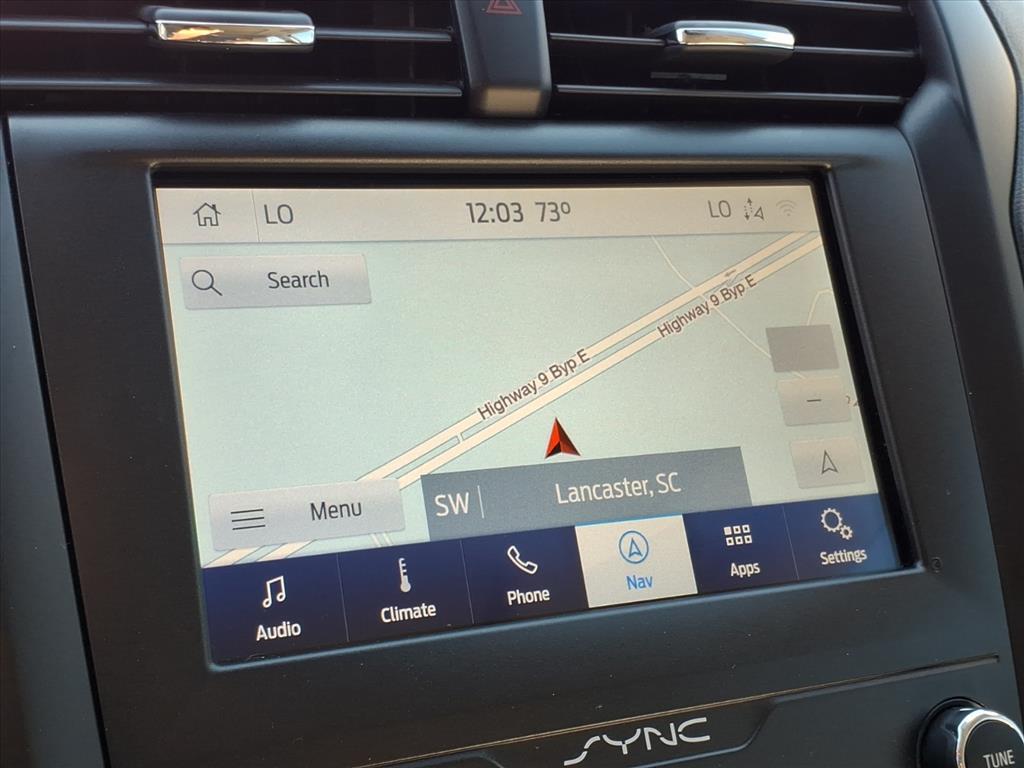 LO
12:03 73°
LO
Search
Highway 9 Byp E
Highway 9 Byp E
Menu
SW
Lancaster, SC
Audio
Climate
Phone
Nav
Apps
Settings
SYNC
TUNE